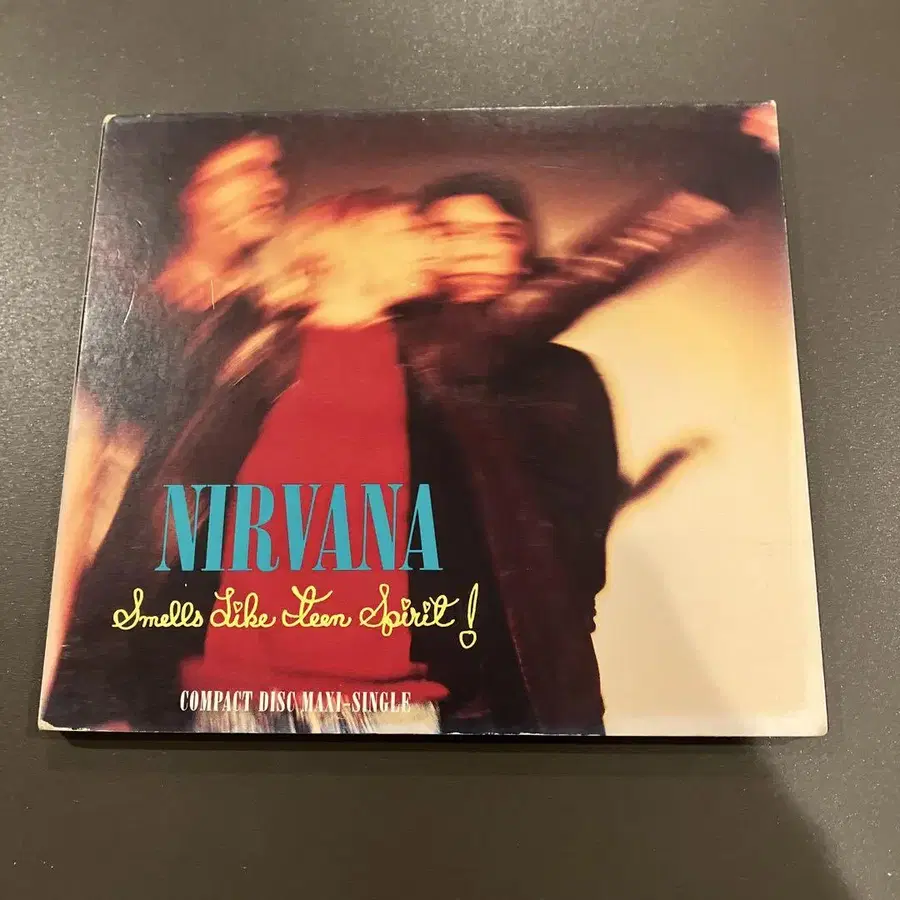 NIRVANA
Smells Like Teen Spirit!
COMPACT DISC MAXI-SINGLE